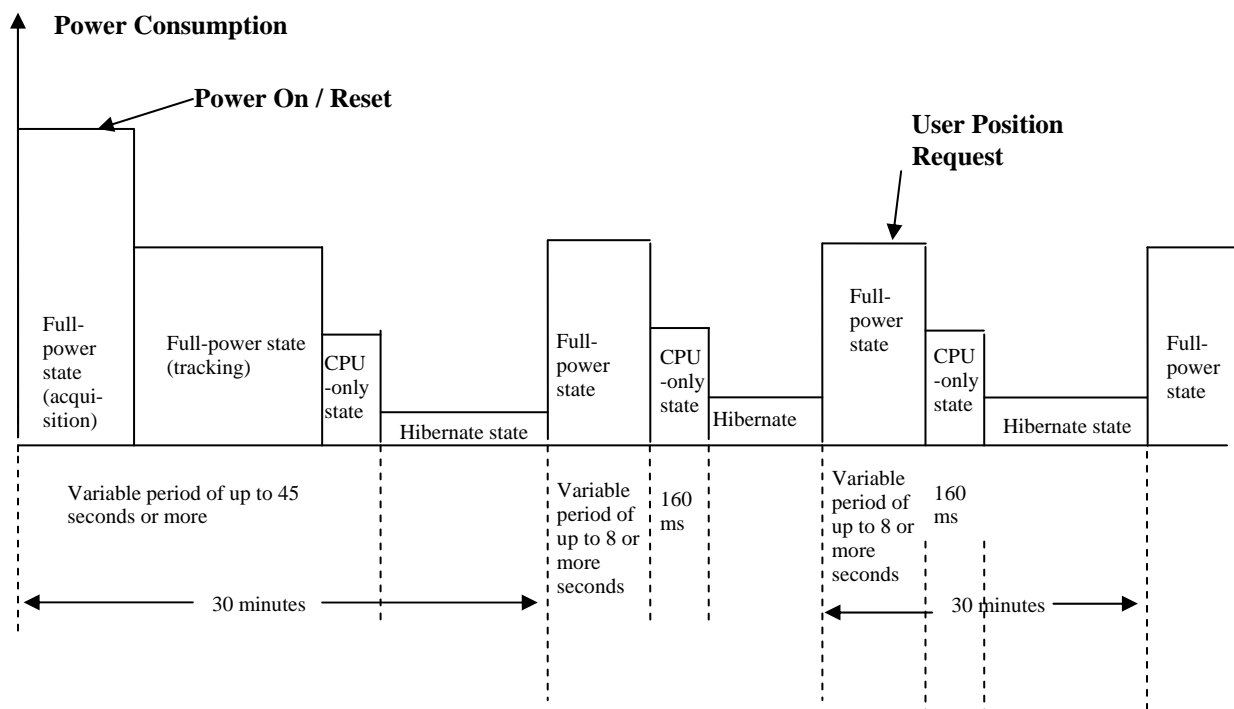 Power Consumption
Power On / Reset
User Position
Request
Full-
power
state
(acqui-
sition)
Full-power state
(tracking)
CPU
-only
state
Hibernate state
Full-
power
state
CPU
-only
state
Hibernate
Full-
power
state
CPU
-only
state
Hibernate state
Full-
power
state
Variable period of up to 45
seconds or more
Variable
period of
up to 8 or
more
seconds
160
ms
Variable
period of
up to 8 or
more
seconds
160
ms
30 minutes
30 minutes